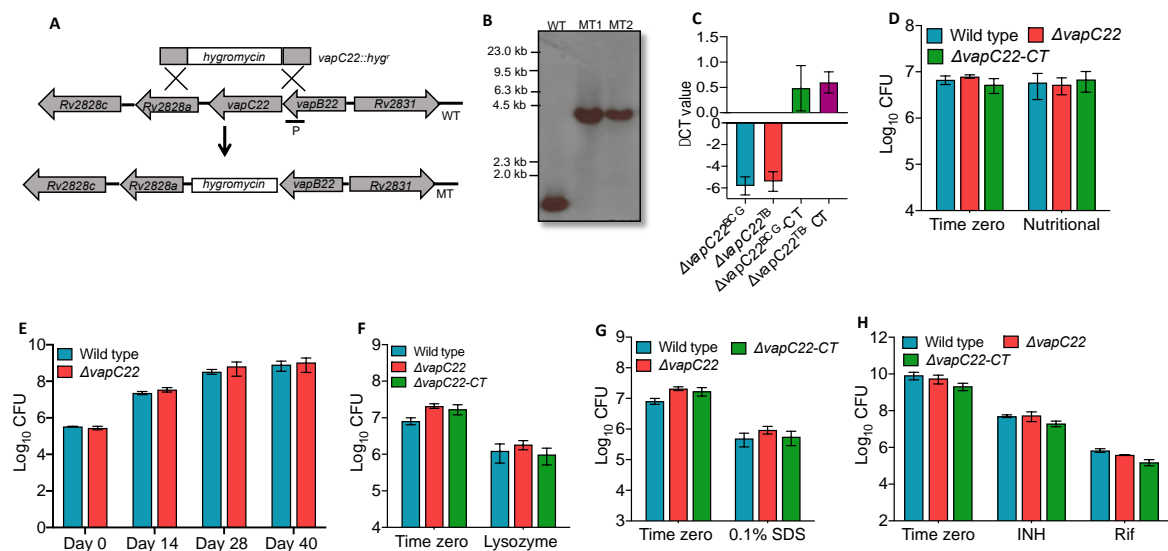 A
hygromycin
vapC22::hygr
Rv2828c
Rv2828a
vapC22
vapB22
Rv2831
WT
P
Rv2828c
Rv2828a
hygromycin
vapB22
Rv2831
MT
B
WT MT1 MT2
23.0 kb
9.5 kb
6.3 kb
4.5 kb
2.3 kb
2.0 kb
C
DCT value
1.5
1.0
0.5
0.0
-2
-4
-6
ΔvapC22BCG
ΔvapC22TB
ΔvapC22BCG-CT
ΔvapC22TB-CT
D
Wild type
ΔvapC22
ΔvapC22-CT
Log10 CFU
8
7
6
5
4
Time zero Nutritional
E
Wild type
ΔvapC22
Log10 CFU
10
8
6
4
2
0
Day 0 Day 14 Day 28 Day 40
F
Wild type
ΔvapC22
ΔvapC22-CT
Log10 CFU
9
8
7
6
5
4
Time zero Lysozyme
G
Wild type
ΔvapC22-CT
ΔvapC22
Log10 CFU
9
8
7
6
5
4
3
Time zero 0.1% SDS
H
Wild type
ΔvapC22
ΔvapC22-CT
Log10 CFU
12
10
8
6
4
2
0
Time zero INH Rif